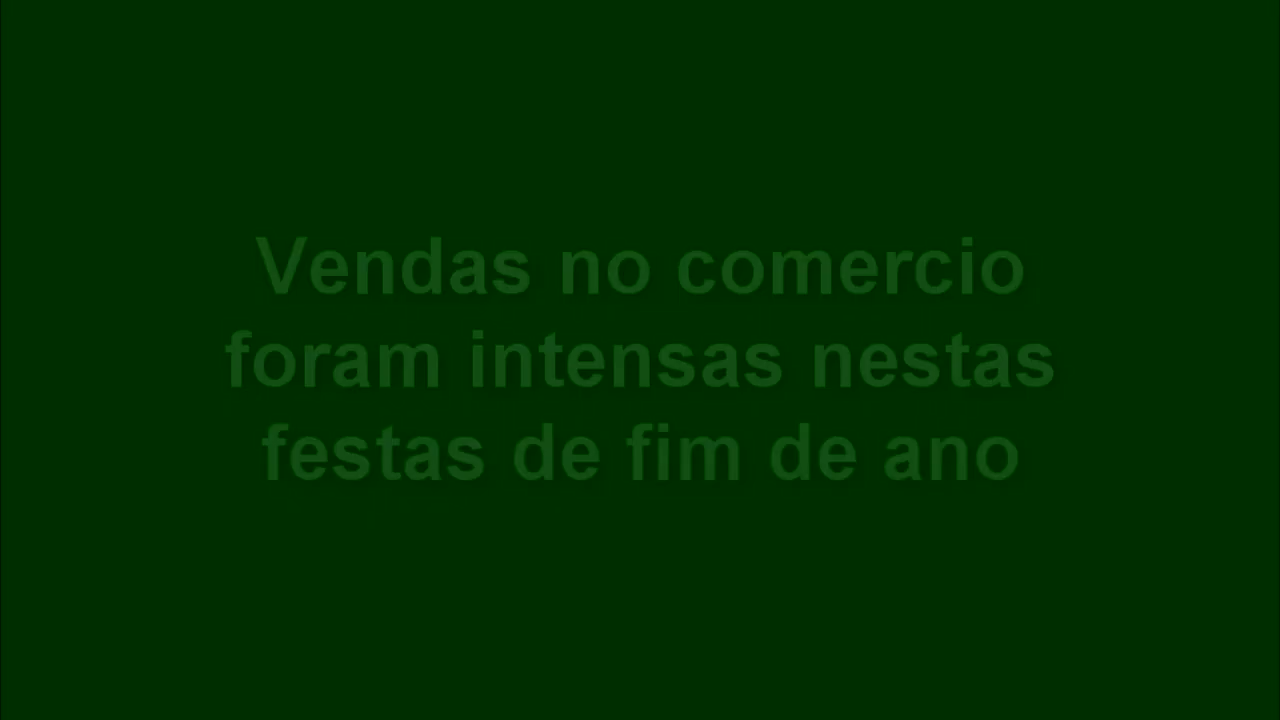 Vendas no comercio
foram intensas nestas
festas de fim de ano